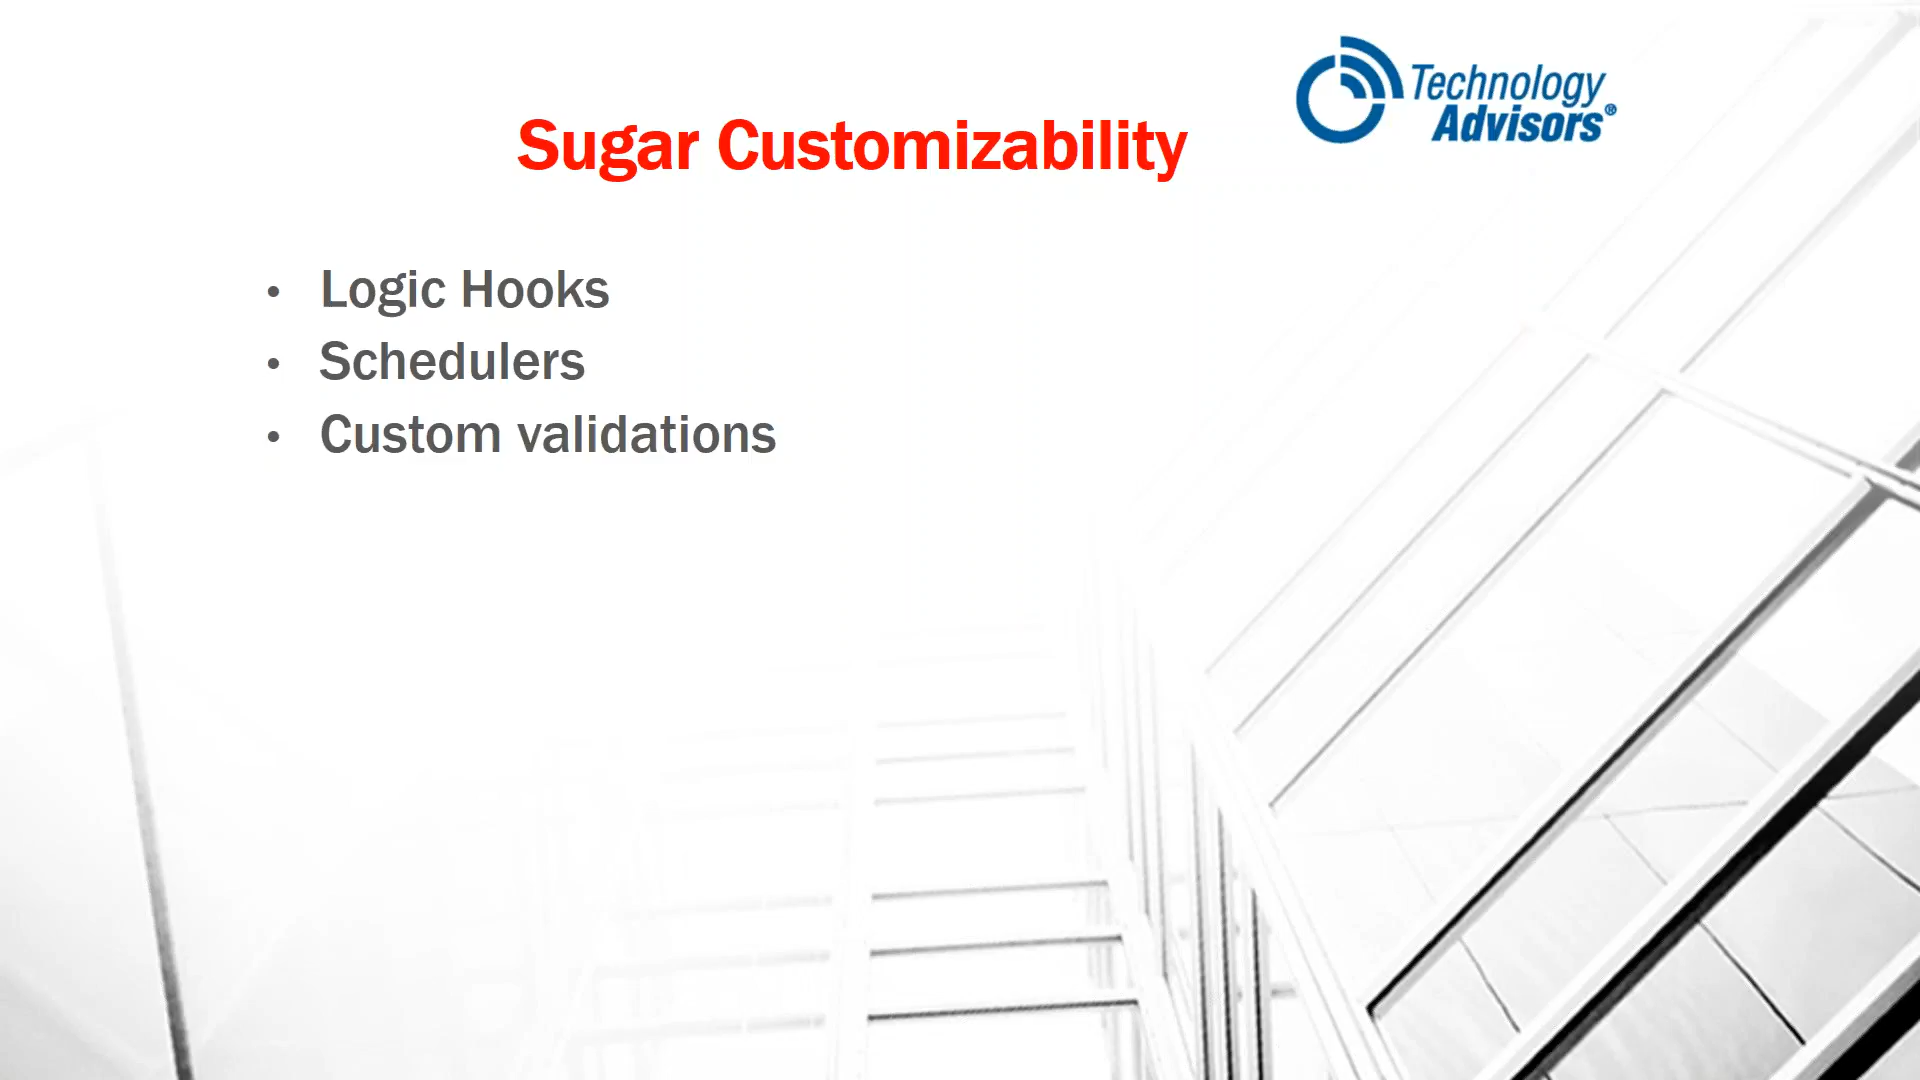 Technology
Advisors®
Sugar Customizability
• Logic Hooks
• Schedulers
• Custom validations